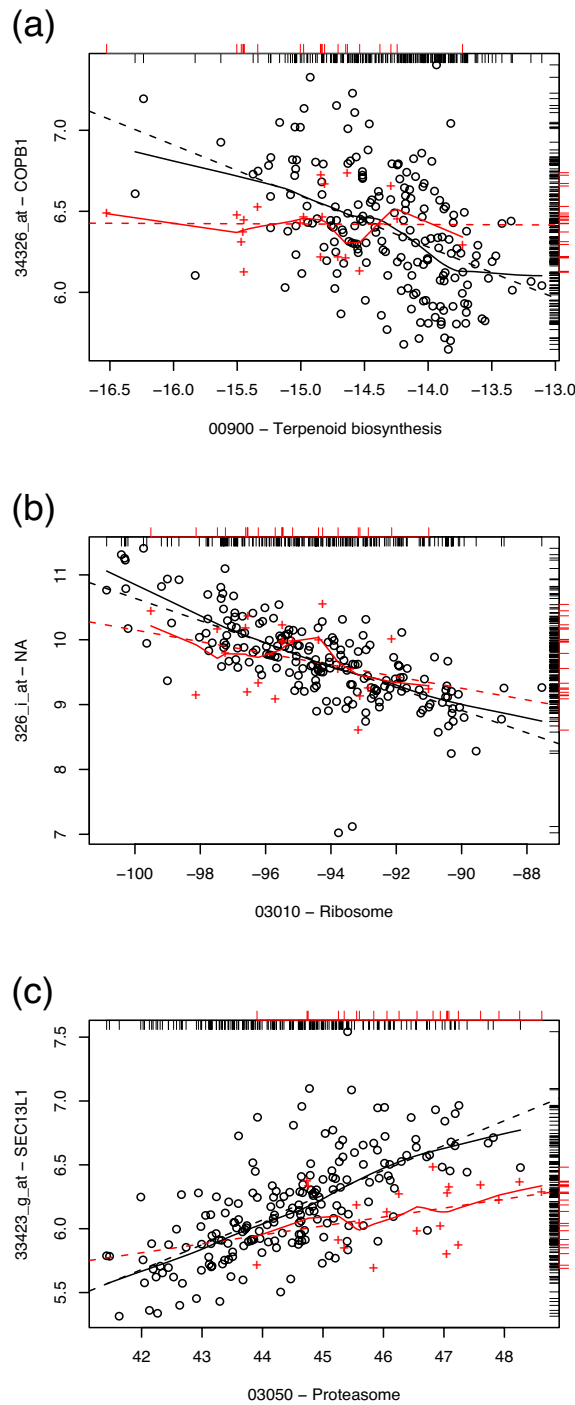 (a)
7.0
6.5
6.0
34326_at – COPB1
−16.5 −16.0 −15.5 −15.0 −14.5 −14.0 −13.5 −13.0
00900 – Terpenoid biosynthesis
(b)
11
10
9
8
7
326_i_at – NA
−100 −98 −96 −94 −92 −90 −88
03010 – Ribosome
(c)
7.5
7.0
6.5
6.0
5.5
33423_g_at – SEC13L1
42 43 44 45 46 47 48
03050 – Proteasome